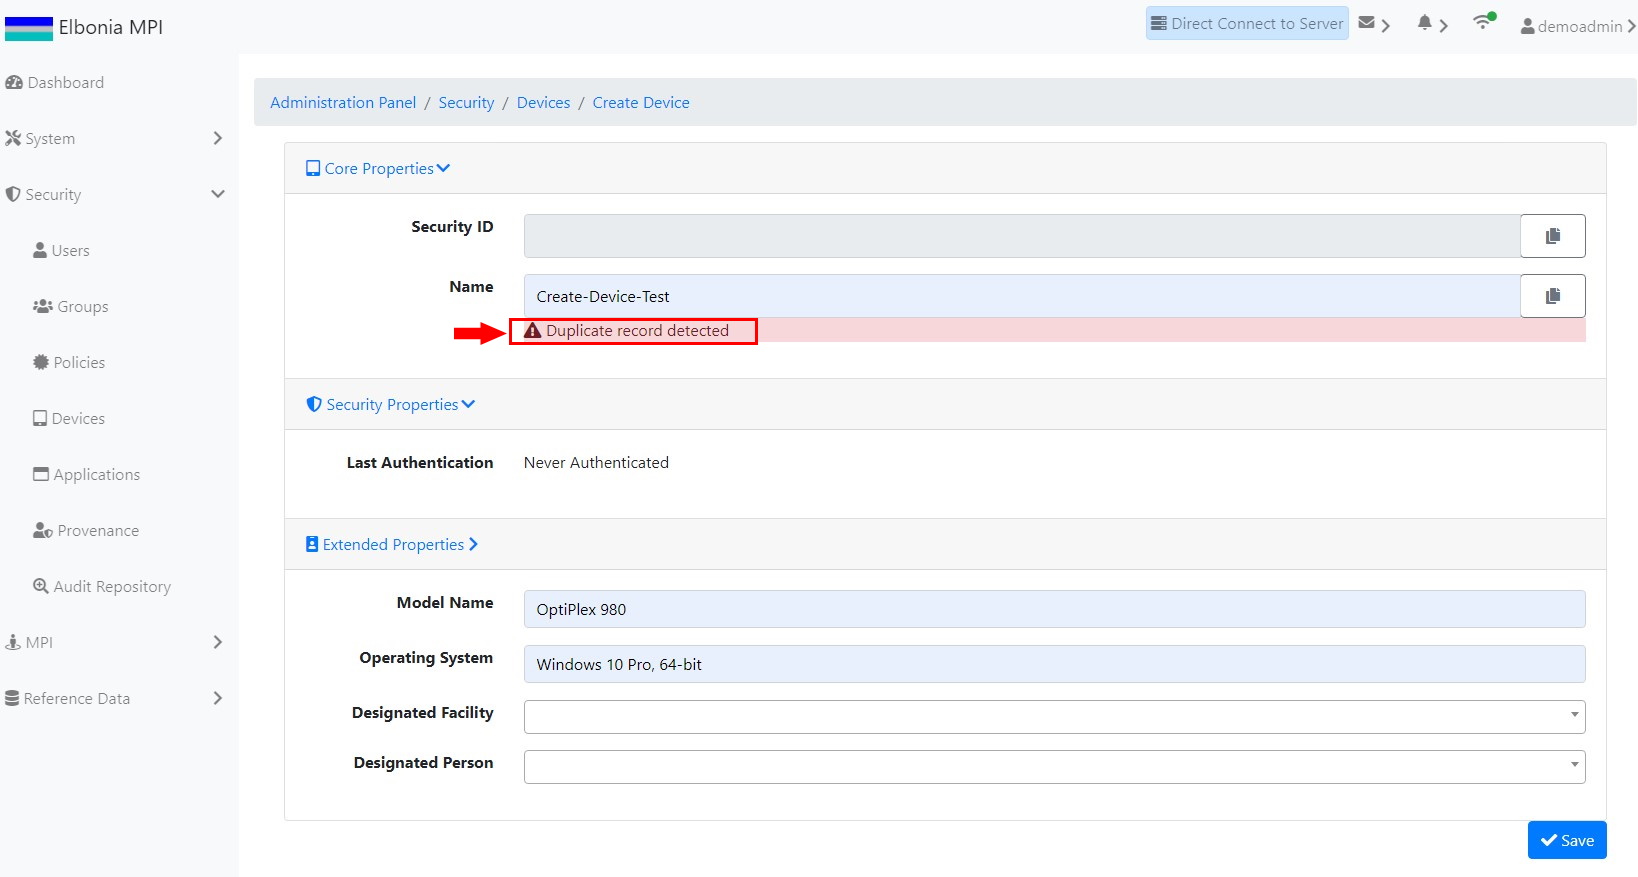 Elbonia MPI
Direct Connect to Server
demoadmin
Dashboard
System
Security
Users
Groups
Policies
Devices
Applications
Provenance
Audit Repository
MPI
Reference Data
Administration Panel / Security / Devices / Create Device
Core Properties
Security ID
Name Create-Device-Test
Duplicate record detected
Security Properties
Last Authentication Never Authenticated
Extended Properties
Model Name OptiPlex 980
Operating System Windows 10 Pro, 64-bit
Designated Facility
Designated Person
Save